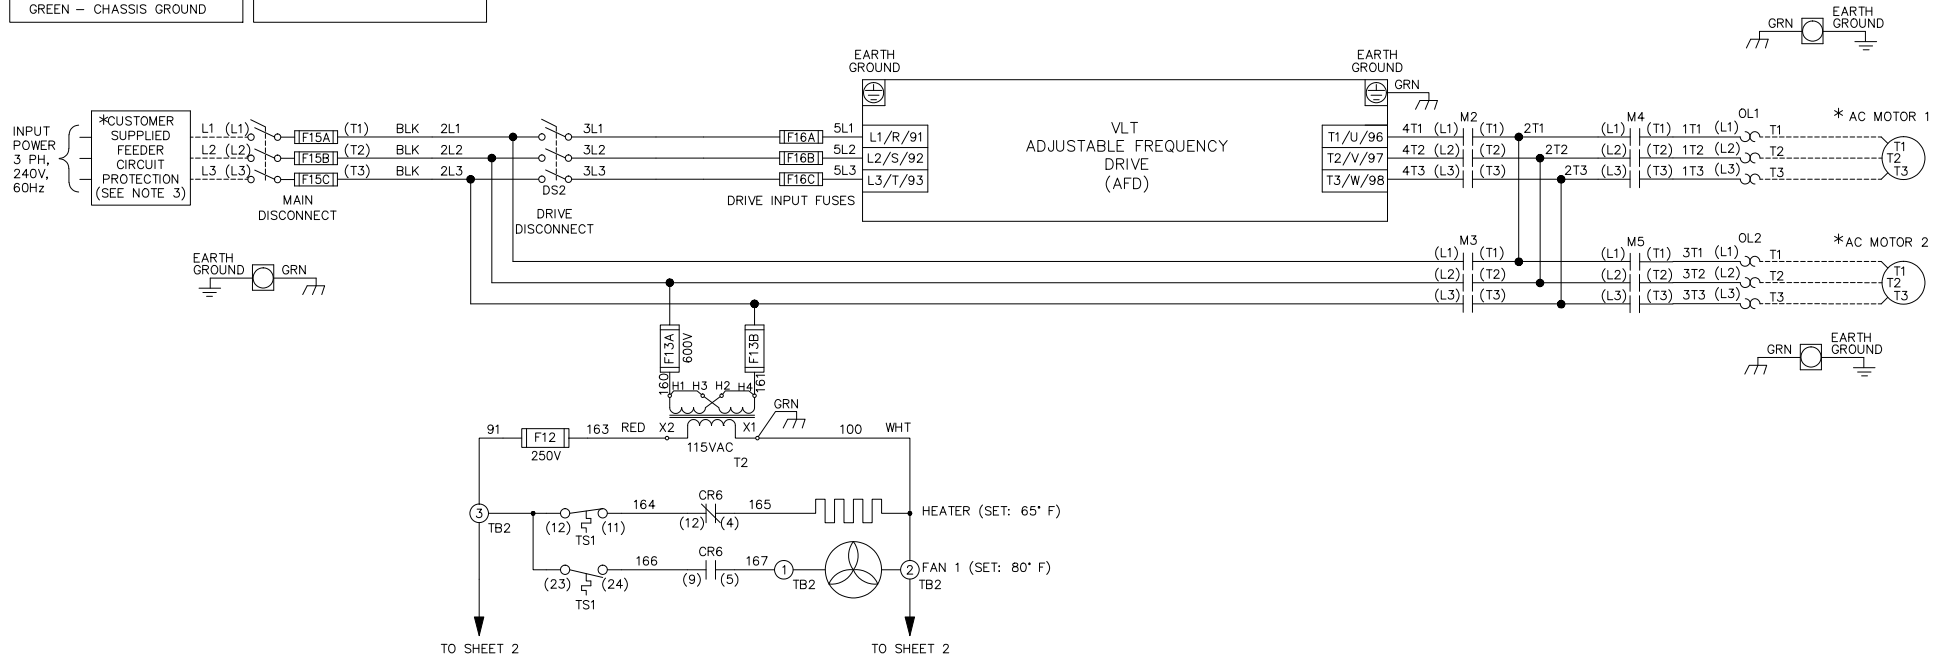 GREEN – CHASSIS GROUND
GRN
EARTH
GROUND
EARTH
GROUND
EARTH
GROUND
GRN
INPUT
POWER
3 PH,
240V,
60Hz
*CUSTOMER
SUPPLIED
FEEDER
CIRCUIT
PROTECTION
(SEE NOTE 3)
L1 (L1) F15A (T1) BLK 2L1 3L1 F16A 5L1 L1/R/91
L2 (L2) F15B (T2) BLK 2L2 3L2 F16B 5L2 L2/S/92
L3 (L3) F15C (T3) BLK 2L3 3L3 F16C 5L3 L3/T/93
MAIN
DISCONNECT
DS2
DRIVE
DISCONNECT
DRIVE INPUT FUSES
VLT
ADJUSTABLE FREQUENCY
DRIVE
(AFD)
M2 M4 OL1 * AC MOTOR 1
T1/U/96 4T1 (L1) (T1) 2T1 (L1) (T1) 1T1 (L1) T1 T1
T2/V/97 4T2 (L2) (T2) 2T2 (L2) (T2) 1T2 (L2) T2 T2
T3/W/98 4T3 (L3) (T3) 2T3 (L3) (T3) 1T3 (L3) T3 T3
EARTH
GROUND GRN
M3 M5 OL2 *AC MOTOR 2
(L1) (T1) (L1) (T1) 3T1 (L1) T1 T1
(L2) (T2) (L2) (T2) 3T2 (L2) T2 T2
(L3) (T3) (L3) (T3) 3T3 (L3) T3 T3
GRN
EARTH
GROUND
F13A
600V
F13B
160
161
H1 H3 H2 H4
GRN
91 F12 163 RED X2 X1 100 WHT
250V
115VAC
T2
3
TB2
(12) (11) 164 CR6 165 HEATER (SET: 65° F)
TS1
(12) (4)
(23) (24) 166 CR6 167 1 2 FAN 1 (SET: 80° F)
TS1
(9) (5)
TB2
TB2
TO SHEET 2
TO SHEET 2